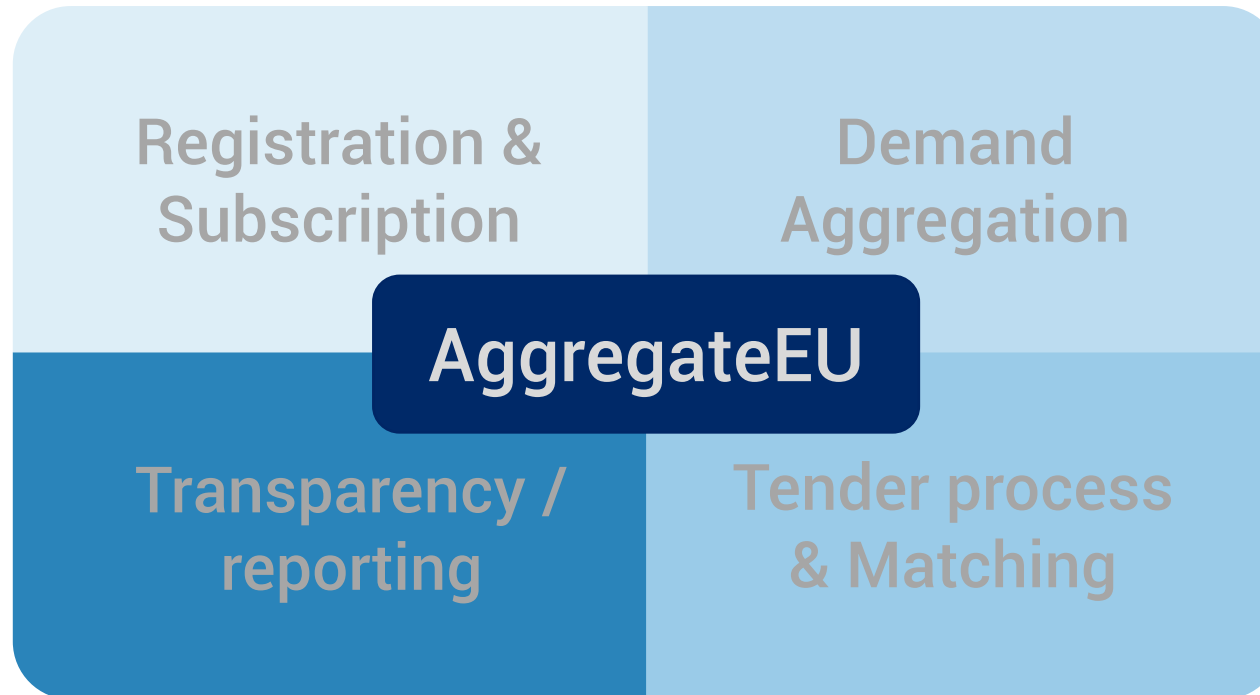 Registration &
Subscription
Demand
Aggregation
AggregateEU
Transparency /
reporting
Tender process
& Matching